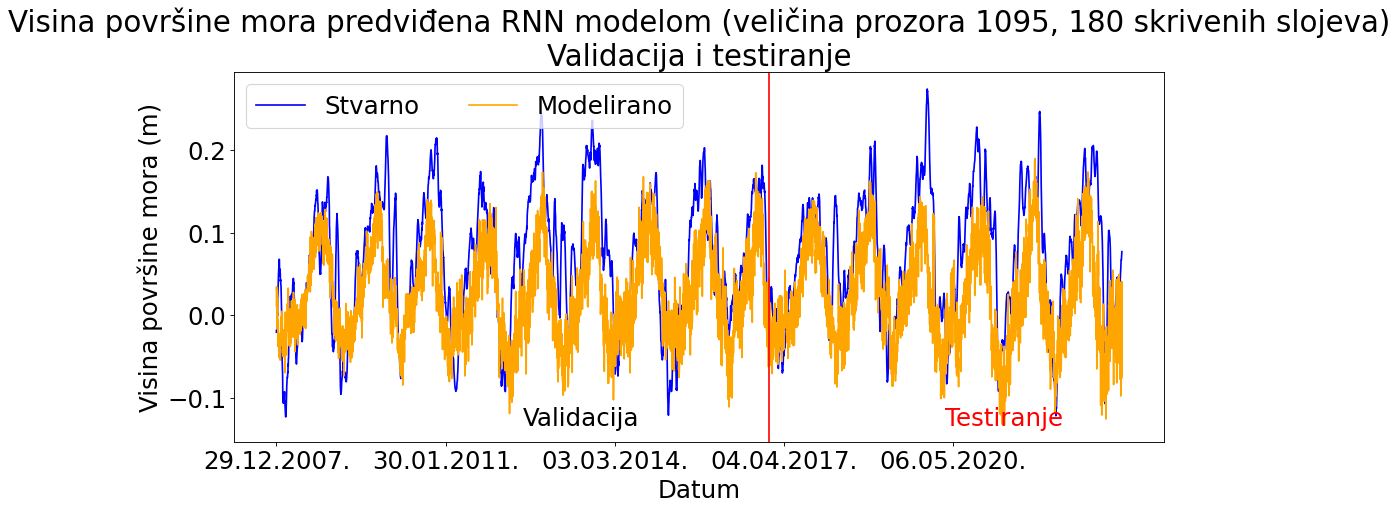 Visina površine mora predviđena RNN modelom (veličina prozora 1095, 180 skrivenih slojeva)
Validacija i testiranje
Stvarno
Modelirano
Visina površine mora (m)
0.2
0.1
0.0
−0.1
Validacija
Testiranje
29.12.2007.
30.01.2011.
03.03.2014.
04.04.2017.
06.05.2020.
Datum